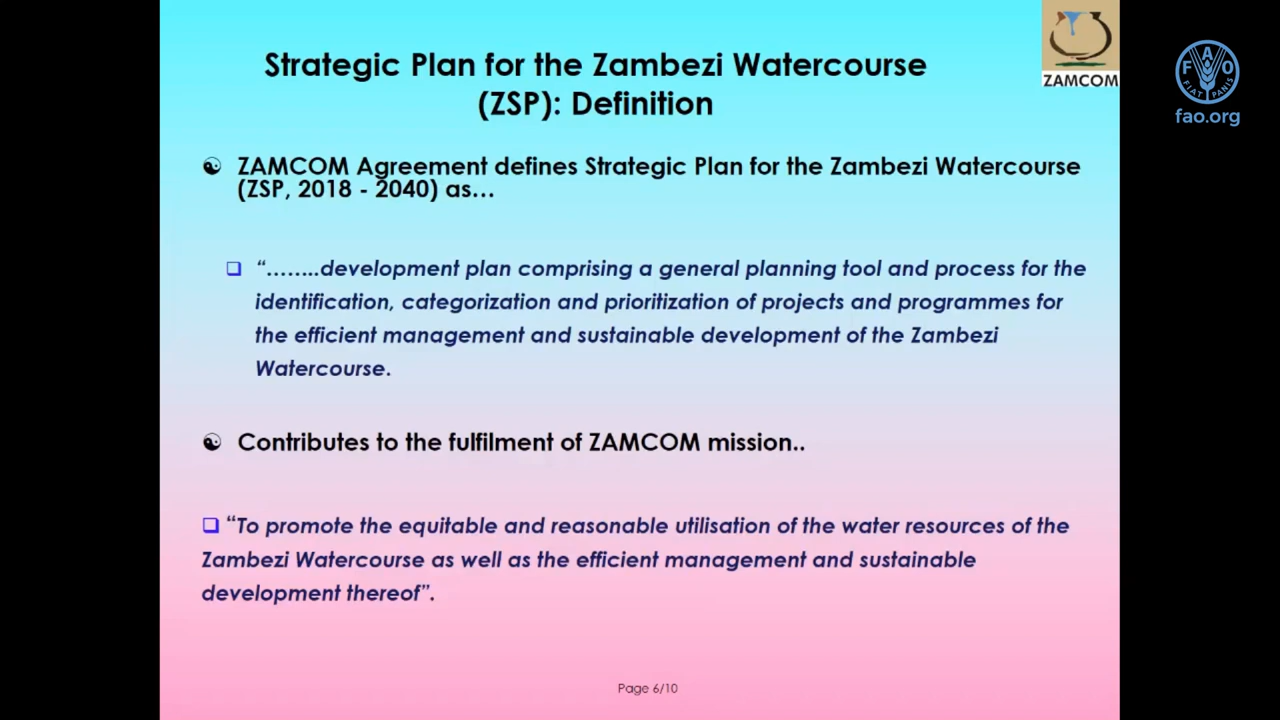 Strategic Plan for the Zambezi Watercourse
(ZSP): Definition
ZAMCOM
FAO
FIAT PANIS
fao.org
ZAMCOM Agreement defines Strategic Plan for the Zambezi Watercourse
(ZSP, 2018 - 2040) as…
“……..development plan comprising a general planning tool and process for the
identification, categorization and prioritization of projects and programmes for
the efficient management and sustainable development of the Zambezi
Watercourse.
Contributes to the fulfilment of ZAMCOM mission..
“To promote the equitable and reasonable utilisation of the water resources of the
Zambezi Watercourse as well as the efficient management and sustainable
development thereof”.
Page 6/10